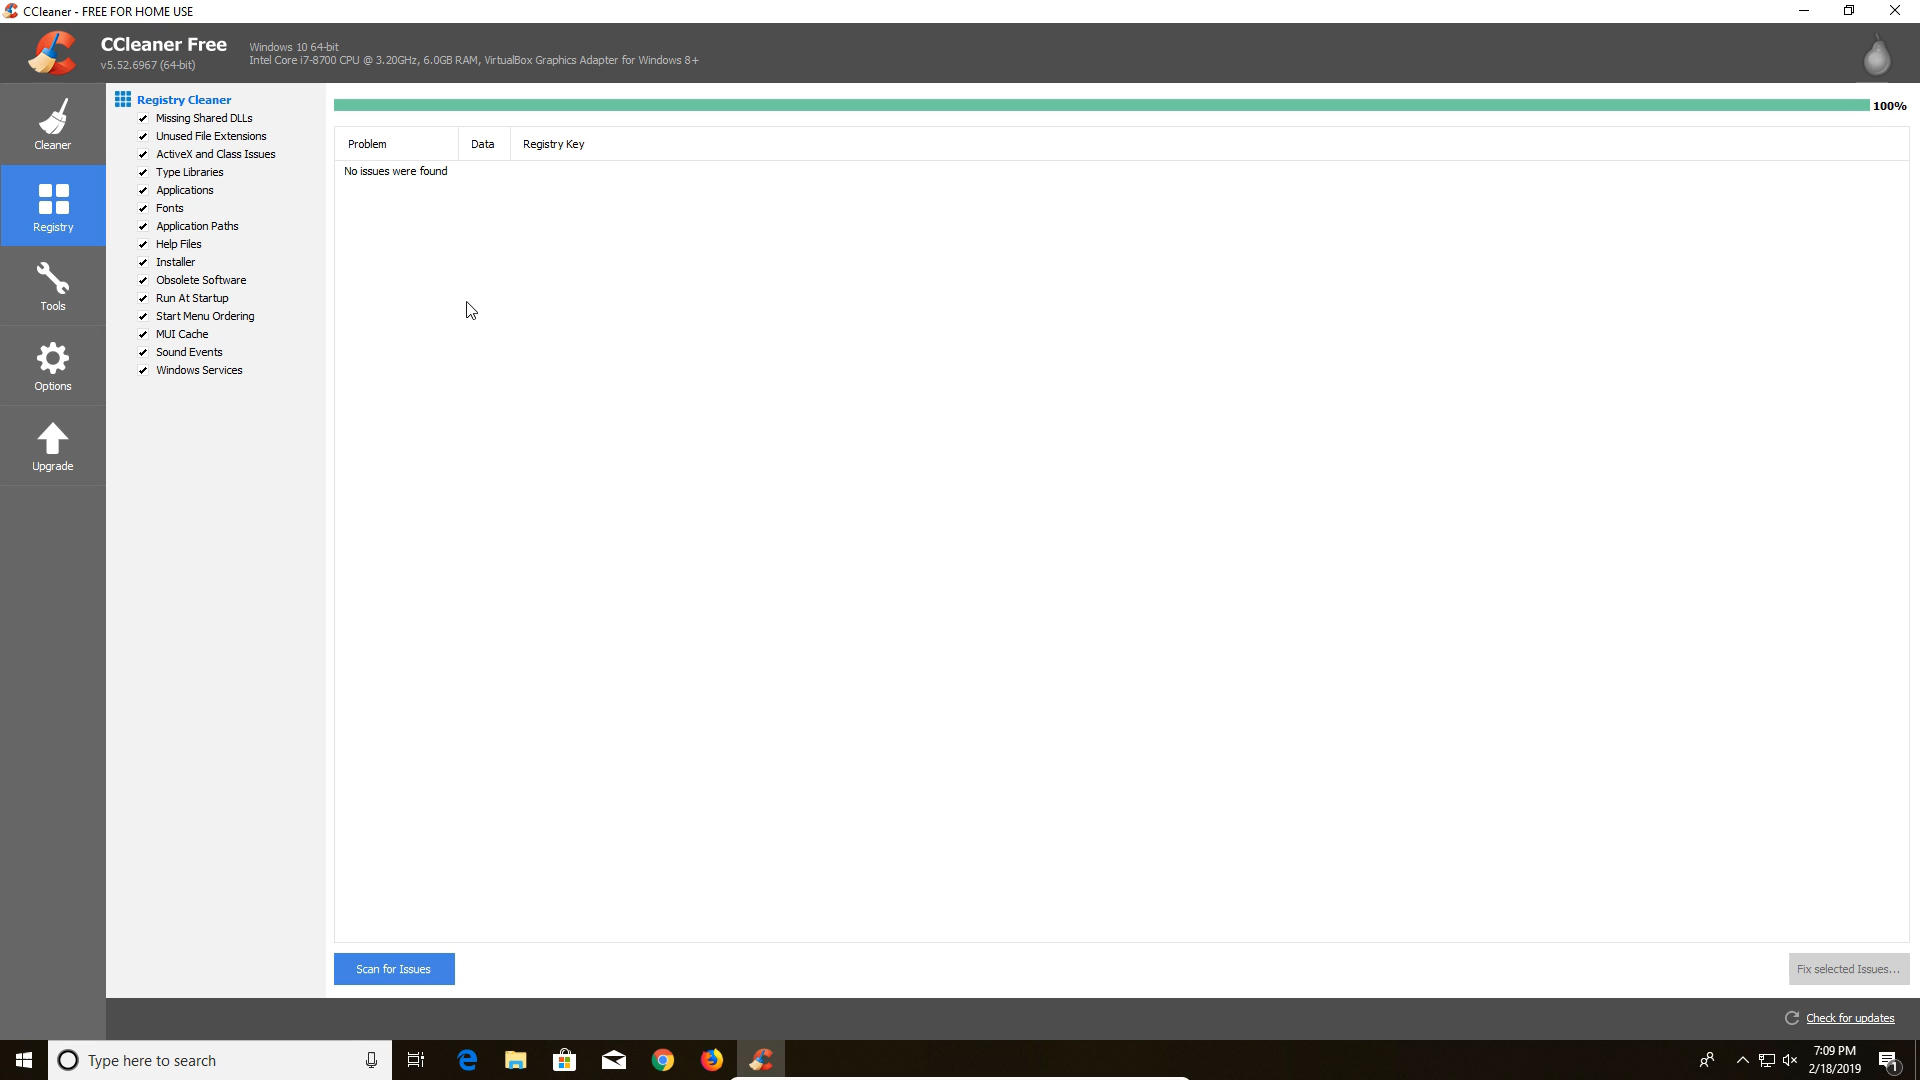 CCleaner - FREE FOR HOME USE
CCleaner Free
v5.52.6967 (64-bit)
Windows 10 64-bit
Intel Core i7-8700 CPU @ 3.20GHz, 6.0GB RAM, VirtualBox Graphics Adapter for Windows 8+
Cleaner
Registry
Tools
Options
Upgrade
Registry Cleaner
Missing Shared DLLs
Unused File Extensions
ActiveX and Class Issues
Type Libraries
Applications
Fonts
Application Paths
Help Files
Installer
Obsolete Software
Run At Startup
Start Menu Ordering
MUI Cache
Sound Events
Windows Services
100%
Problem Data Registry Key
No issues were found
Scan for Issues
Fix selected Issues...
Check for updates
Type here to search
7:09 PM
2/18/2019
1